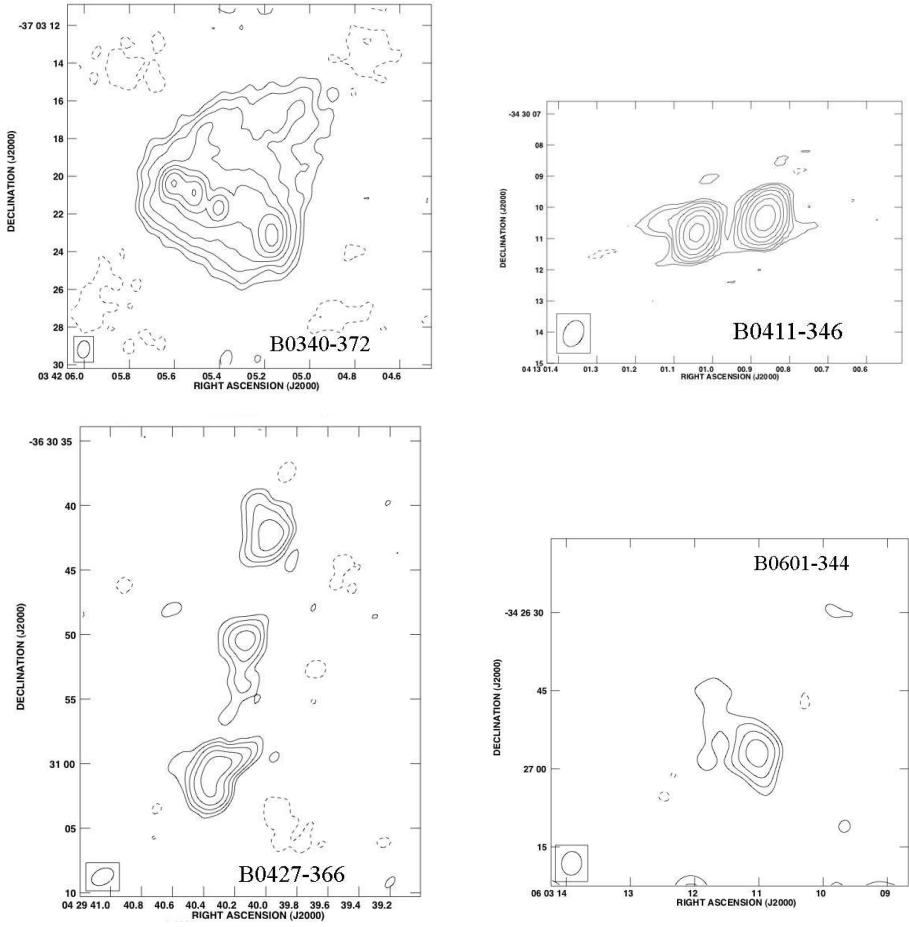 -37 03 12
14
16
18
20
22
24
26
28
30
DECLINATION (J2000)
B0340-372
03 42 06.0 05.8 05.6 05.4 05.2 05.0 04.8 04.6
RIGHT ASCENSION (J2000)
-34 30 07
08
09
10
11
12
13
14
15
DECLINATION (J2000)
B0411-346
04 13 01.4 01.3 01.2 01.1 01.0 00.9 00.8 00.7 00.6
RIGHT ASCENSION (J2000)
-36 30 35
40
45
50
55
31 00
05
10
DECLINATION (J2000)
B0427-366
04 29 41.0 40.8 40.6 40.4 40.2 40.0 39.8 39.6 39.4 39.2
RIGHT ASCENSION (J2000)
B0601-344
-34 26 30
45
27 00
15
DECLINATION (J2000)
06 03 14 13 12 11 10 09
RIGHT ASCENSION (J2000)